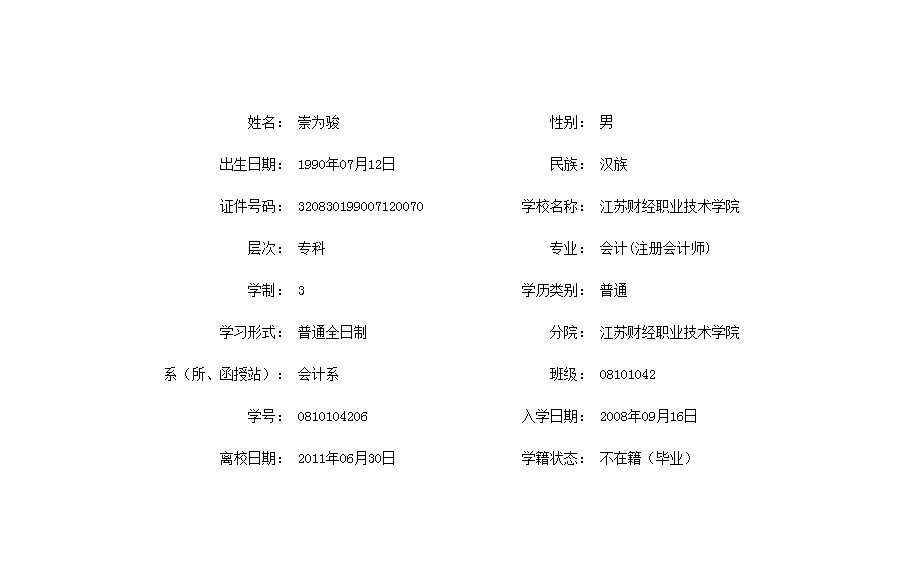 姓名： 崇为骏 性别： 男
出生日期： 1990年07月12日 民族： 汉族
证件号码： 320830199007120070 学校名称： 江苏财经职业技术学院
层次： 专科 专业： 会计(注册会计师)
学制： 3 学历类别： 普通
学习形式： 普通全日制 分院： 江苏财经职业技术学院
系（所、函授站）： 会计系 班级： 08101042
学号： 0810104206 入学日期： 2008年09月16日
离校日期： 2011年06月30日 学籍状态： 不在籍（毕业）